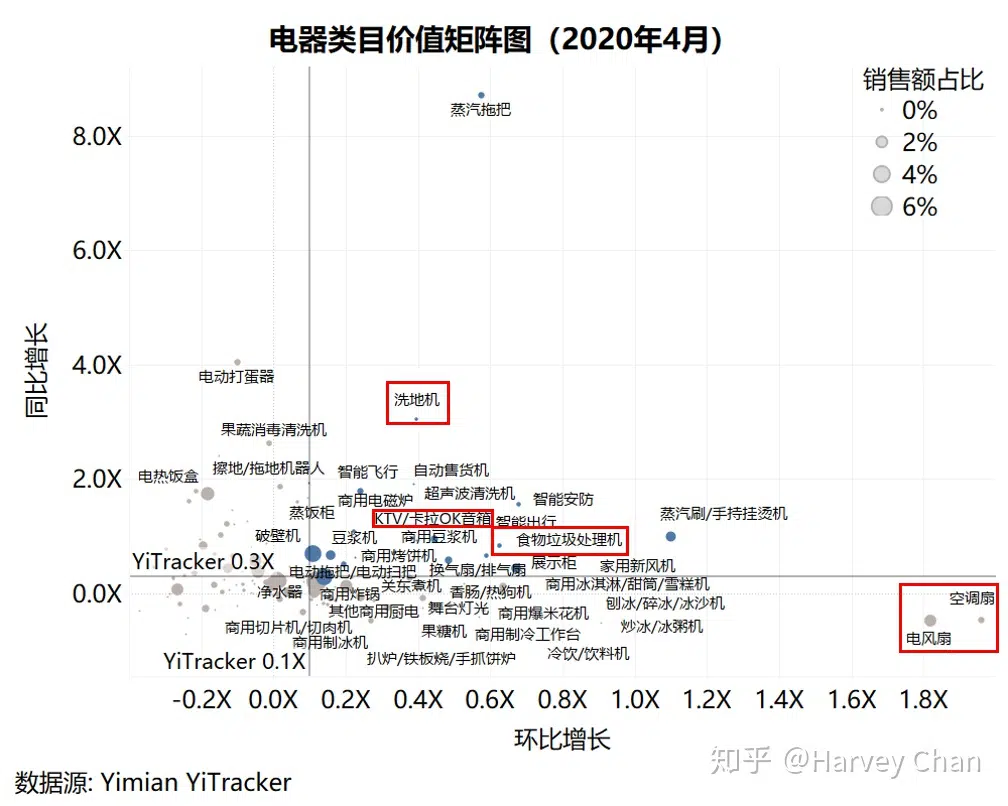 电器类目价值矩阵图（2020年4月）
销售额占比
0%
2%
4%
6%
蒸汽拖把
8.0X
6.0X
同比增长
4.0X
电动打蛋器
洗地机
果蔬消毒清洗机
2.0X
电热饭盒
擦地/拖地机器人
智能飞行
自动售货机
商用电磁炉
超声波清洗机
智能安防
蒸饭柜
KTV/卡拉OK音箱
智能出行
蒸汽刷/手持挂烫机
破壁机
豆浆机
商用豆浆机
食物垃圾处理机
YiTracker 0.3X
商用烤饼机
电动拖把/电动扫把
换气扇/排气扇
展示柜
家用新风机
0.0X
净水器
商用炸锅
关东煮机
香肠/热狗机
商用冰淇淋/甜筒/雪糕机
空调扇
其他商用厨电
舞台灯光
商用爆米花机
刨冰/碎冰/冰沙机
商用切片机/切肉机
果糖机
商用制冷工作台
炒冰/冰粥机
电风扇
商用制冰机
YiTracker 0.1X
扒炉/铁板烧/手抓饼炉
冷饮/饮料机
-0.2X
0.0X
0.2X
0.4X
0.6X
0.8X
1.0X
1.2X
1.4X
1.6X
1.8X
环比增长
知乎 @Harvey Chan
数据源: Yimian YiTracker